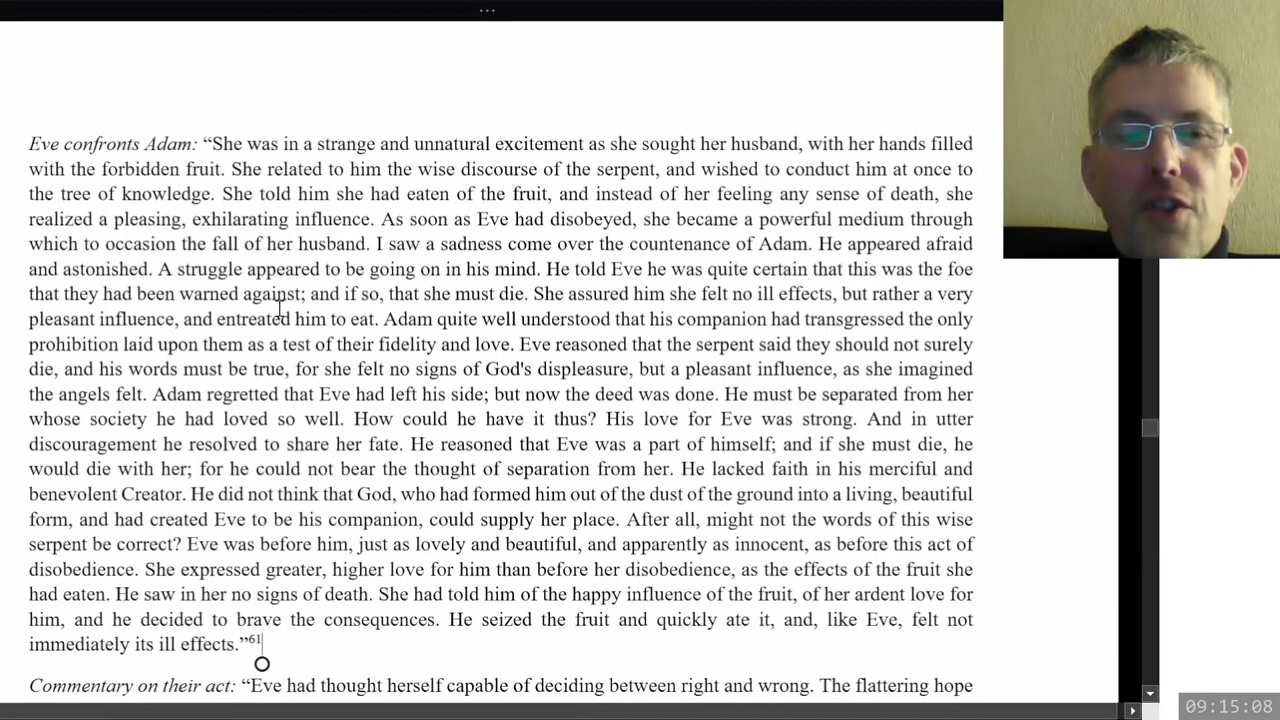 ...
Eve confronts Adam: “She was in a strange and unnatural excitement as she sought her husband, with her hands filled
with the forbidden fruit. She related to him the wise discourse of the serpent, and wished to conduct him at once to
the tree of knowledge. She told him she had eaten of the fruit, and instead of her feeling any sense of death, she
realized a pleasing, exhilarating influence. As soon as Eve had disobeyed, she became a powerful medium through
which to occasion the fall of her husband. I saw a sadness come over the countenance of Adam. He appeared afraid
and astonished. A struggle appeared to be going on in his mind. He told Eve he was quite certain that this was the foe
that they had been warned against; and if so, that she must die. She assured him she felt no ill effects, but rather a very
pleasant influence, and entreated him to eat. Adam quite well understood that his companion had transgressed the only
prohibition laid upon them as a test of their fidelity and love. Eve reasoned that the serpent said they should not surely
die, and his words must be true, for she felt no signs of God's displeasure, but a pleasant influence, as she imagined
the angels felt. Adam regretted that Eve had left his side; but now the deed was done. He must be separated from her
whose society he had loved so well. How could he have it thus? His love for Eve was strong. And in utter
discouragement he resolved to share her fate. He reasoned that Eve was a part of himself; and if she must die, he
would die with her; for he could not bear the thought of separation from her. He lacked faith in his merciful and
benevolent Creator. He did not think that God, who had formed him out of the dust of the ground into a living, beautiful
form, and had created Eve to be his companion, could supply her place. After all, might not the words of this wise
serpent be correct? Eve was before him, just as lovely and beautiful, and apparently as innocent, as before this act of
disobedience. She expressed greater, higher love for him than before her disobedience, as the effects of the fruit she
had eaten. He saw in her no signs of death. She had told him of the happy influence of the fruit, of her ardent love for
him, and he decided to brave the consequences. He seized the fruit and quickly ate it, and, like Eve, felt not
immediately its ill effects.”⁶¹
Commentary on their act: “Eve had thought herself capable of deciding between right and wrong. The flattering hope
09:15:08